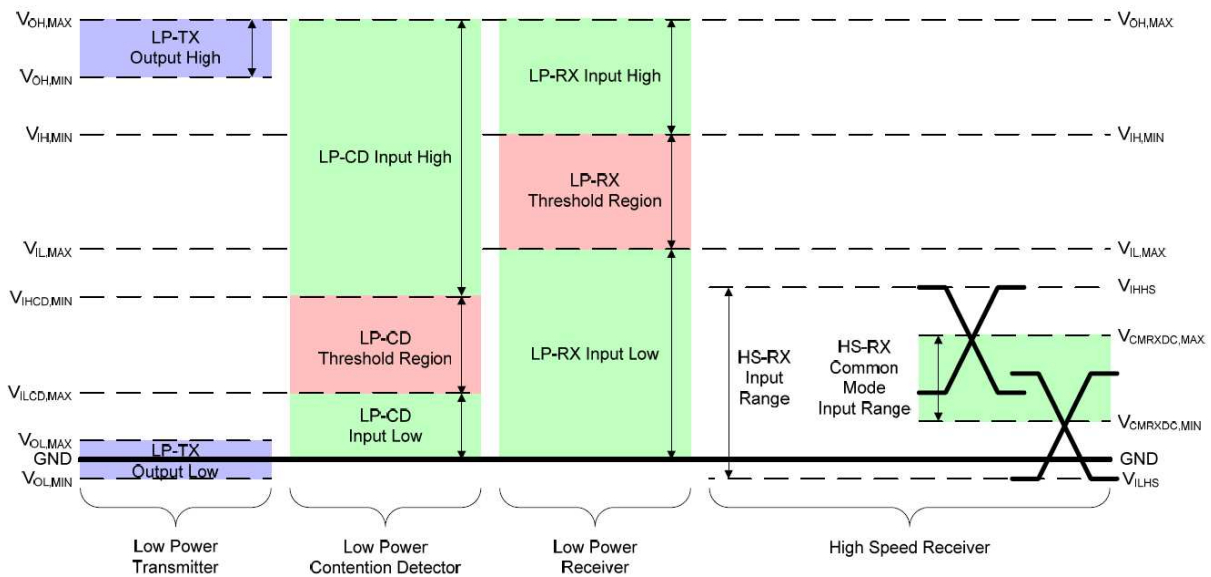 VOH,MAX
LP-TX
Output High
VOH,MIN
VIH,MIN
VIL,MAX
VIHCD,MIN
VILCD,MAX
VOL,MAX
GND
LP-TX
Output Low
VOL,MIN
LP-CD Input High
LP-CD
Threshold Region
LP-CD
Input Low
LP-RX Input High
LP-RX
Threshold Region
LP-RX Input Low
HS-RX
Input
Range
HS-RX
Common
Mode
Input Range
VOH,MAX
VIH,MIN
VIL,MAX
VIHHS
VCMRXDC,MAX
VCMRXDC,MIN
GND
VILHS
Low Power
Transmitter
Low Power
Contention Detector
Low Power
Receiver
High Speed Receiver